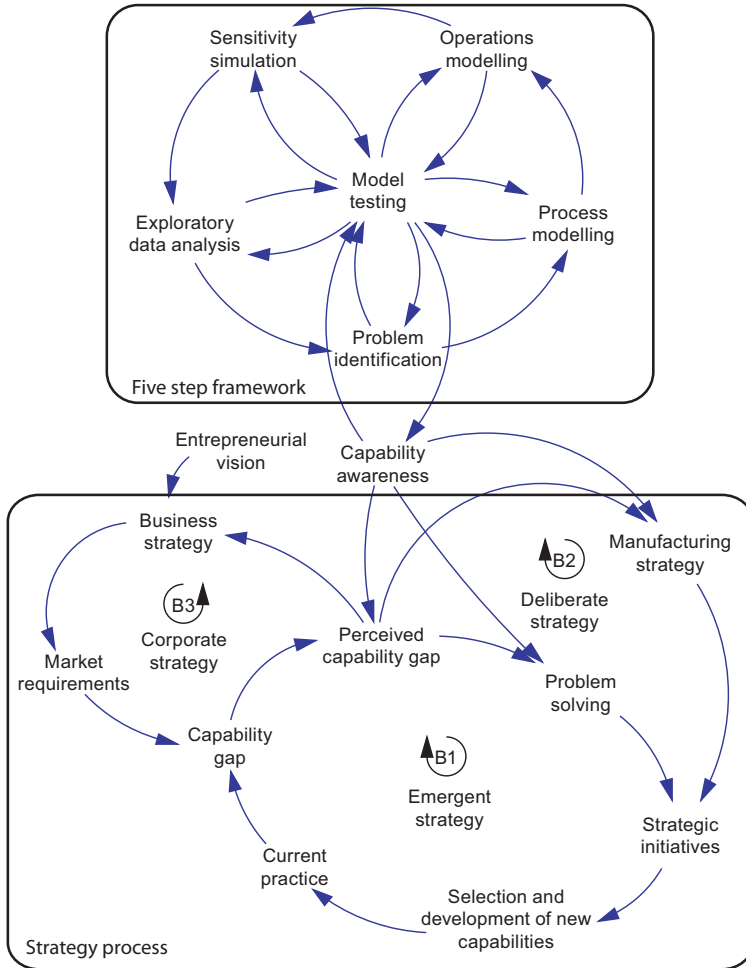 Sensitivity
simulation
Operations
modelling
Model
testing
Exploratory
data analysis
Process
modelling
Problem
identification
Five step framework
Entrepreneurial
vision
Capability
awareness
Business
strategy
Manufacturing
strategy
B2
Deliberate
strategy
B3
Corporate
strategy
Perceived
capability gap
Market
requirements
Problem
solving
Capability
gap
B1
Emergent
strategy
Strategic
initiatives
Current
practice
Selection and
development of new
capabilities
Strategy process